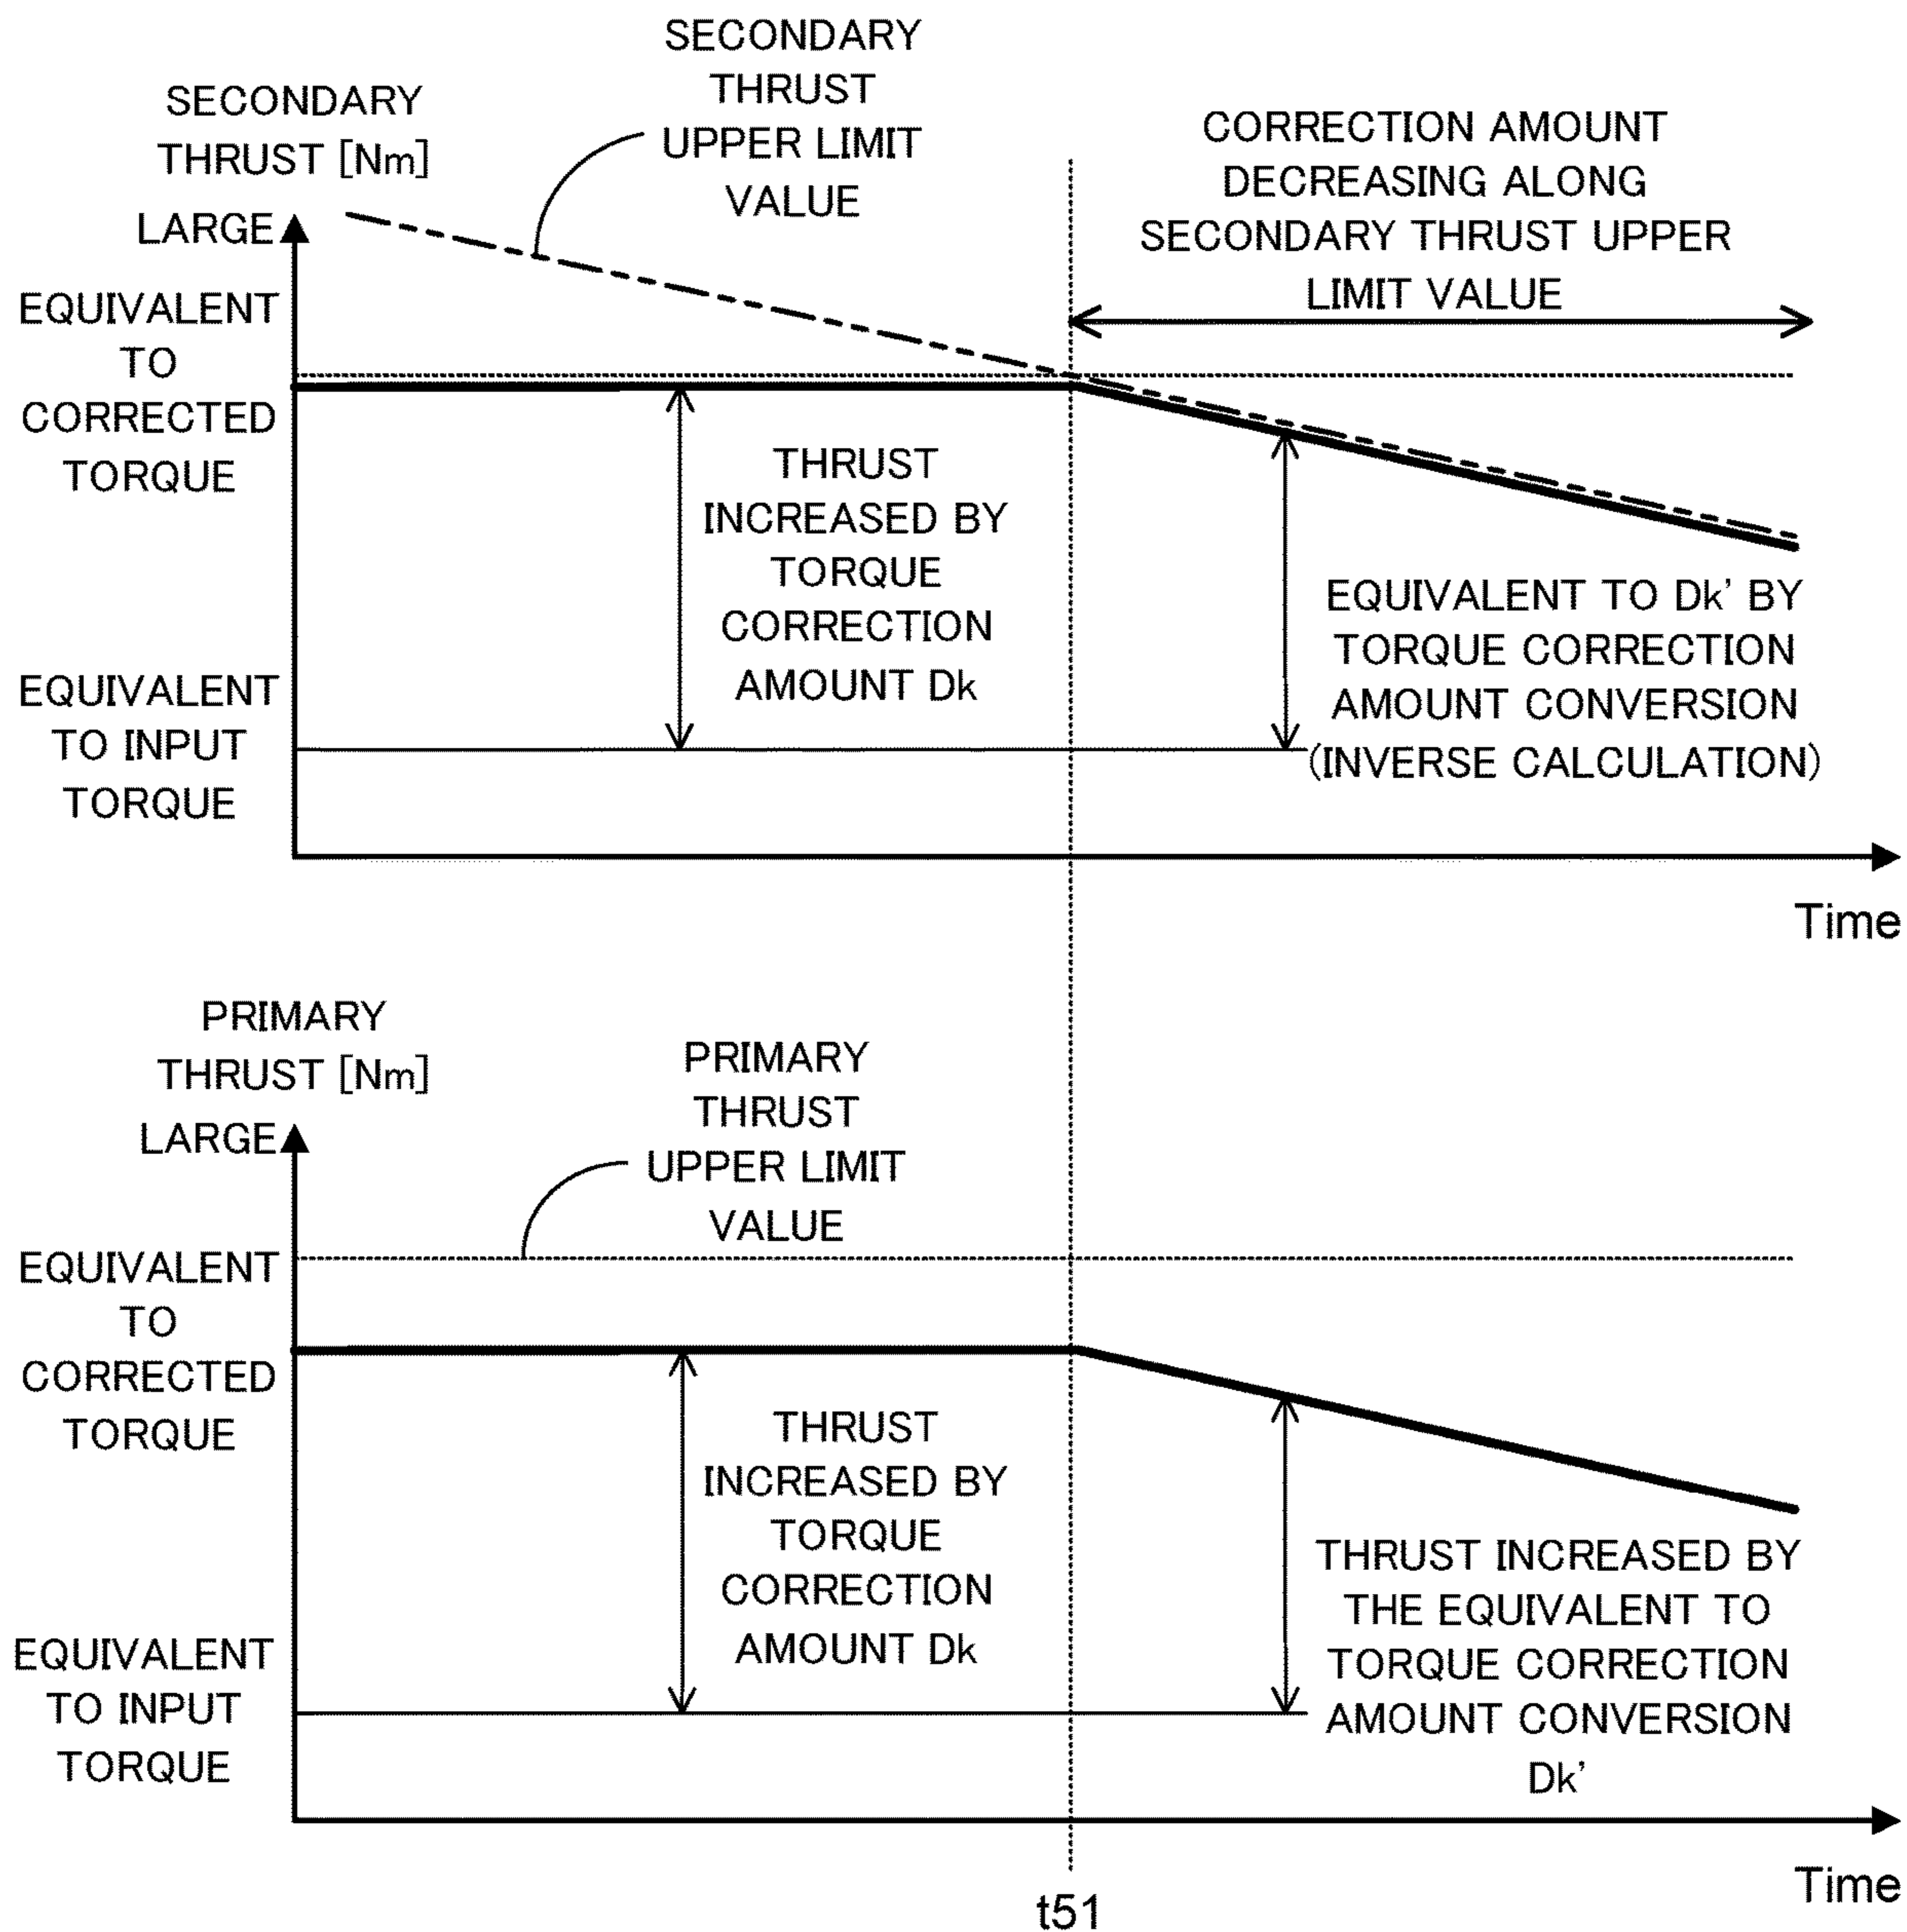 SECONDARY
THRUST [Nm]
LARGE
SECONDARY
THRUST
UPPER LIMIT
VALUE
CORRECTION AMOUNT
DECREASING ALONG
SECONDARY THRUST UPPER
LIMIT VALUE
EQUIVALENT
TO
CORRECTED
TORQUE
THRUST
INCREASED BY
TORQUE
CORRECTION
AMOUNT Dk
EQUIVALENT TO Dk' BY
TORQUE CORRECTION
AMOUNT CONVERSION
(INVERSE CALCULATION)
EQUIVALENT
TO INPUT
TORQUE
Time
PRIMARY
THRUST [Nm]
LARGE
PRIMARY
THRUST
UPPER LIMIT
VALUE
EQUIVALENT
TO
CORRECTED
TORQUE
THRUST
INCREASED BY
TORQUE
CORRECTION
AMOUNT Dk
THRUST INCREASED BY
THE EQUIVALENT TO
TORQUE CORRECTION
AMOUNT CONVERSION
Dk'
EQUIVALENT
TO INPUT
TORQUE
Time
t51